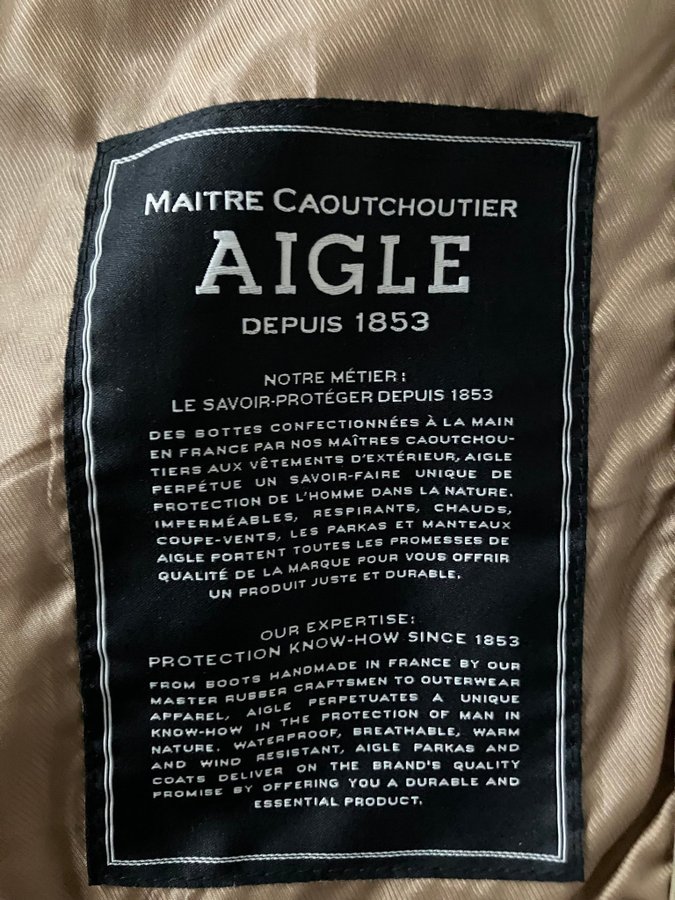 MAITRE CAOUTCHOUTIER
AIGLE
DEPUIS 1853
NOTRE MÉTIER:
LE SAVOIR-PROTÉGER DEPUIS 1853
DES BOTTES CONFECTIONNÉES À LA MAIN
EN FRANCE PAR NOS MAÎTRES CAOUTCHOU-
TIERS AUX VÊTEMENTS D'EXTÉRIEUR, AIGLE
PERPÉTUE UN SAVOIR-FAIRE UNIQUE DE
PROTECTION DE L'HOMME DANS LA NATURE.
IMPERMÉABLES, RESPIRANTS, CHAUDS,
COUPE-VENTS, LES PARKAS ET MANTEAUX
AIGLE PORTENT TOUTES LES PROMESSES DE
QUALITÉ DE LA MARQUE POUR VOUS OFFRIR
UN PRODUIT JUSTE ET DURABLE.
OUR EXPERTISE:
PROTECTION KNOW-HOW SINCE 1853
FROM BOOTS HANDMADE IN FRANCE BY OUR
MASTER RUBBER CRAFTSMEN TO OUTERWEAR
APPAREL, AIGLE PERPETUATES A UNIQUE
KNOW-HOW IN THE PROTECTION OF MAN IN
NATURE. WATERPROOF, BREATHABLE, WARM
AND WIND RESISTANT, AIGLE PARKAS AND
COATS DELIVER ON THE BRAND'S QUALITY
PROMISE BY OFFERING YOU A DURABLE AND
ESSENTIAL PRODUCT.